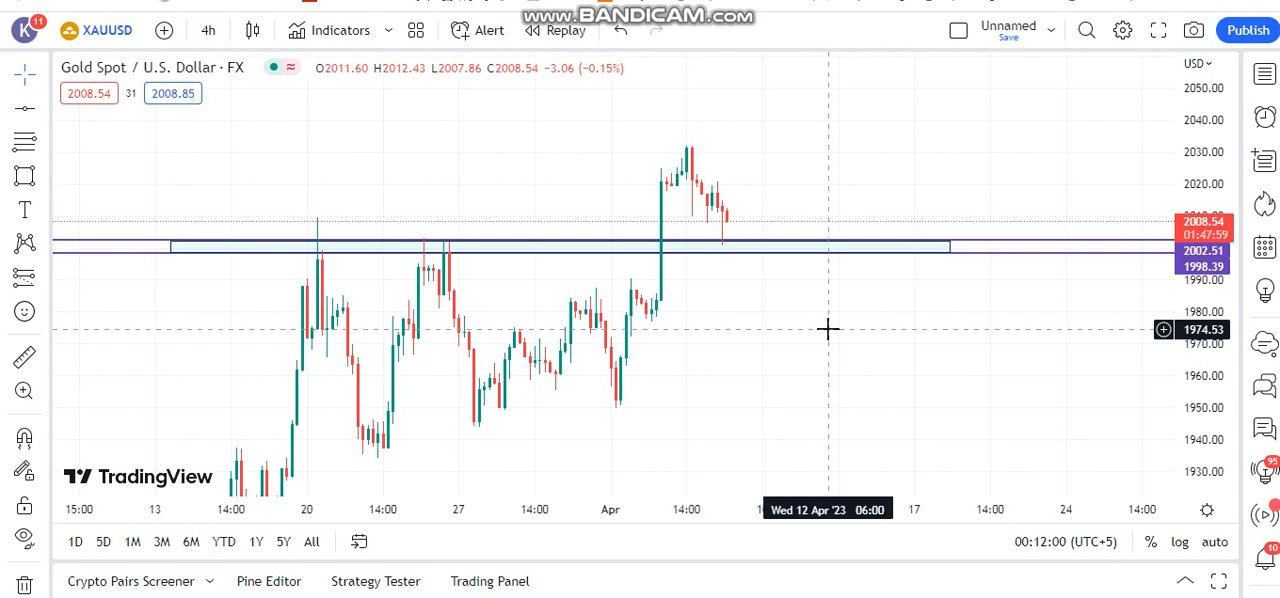 www.BANDICAM.com
K 11 XAUUSD 4h Indicators Alert Replay Unnamed Save Publish
Gold Spot / U.S. Dollar · FX O2011.60 H2012.43 L2007.86 C2008.54 −3.06 (−0.15%) USD
2008.54 31 2008.85
2050.00
2040.00
2030.00
2020.00
2008.54
01:47:59
2002.51
1998.39
1990.00
1980.00
1974.53
1970.00
1960.00
1950.00
1940.00
1930.00
TradingView
95
15:00 13 14:00 20 14:00 27 14:00 Apr 14:00 Wed 12 Apr '23 06:00 17 14:00 24 14:00
1D 5D 1M 3M 6M YTD 1Y 5Y All 00:12:00 (UTC+5) % log auto
10
Crypto Pairs Screener Pine Editor Strategy Tester Trading Panel